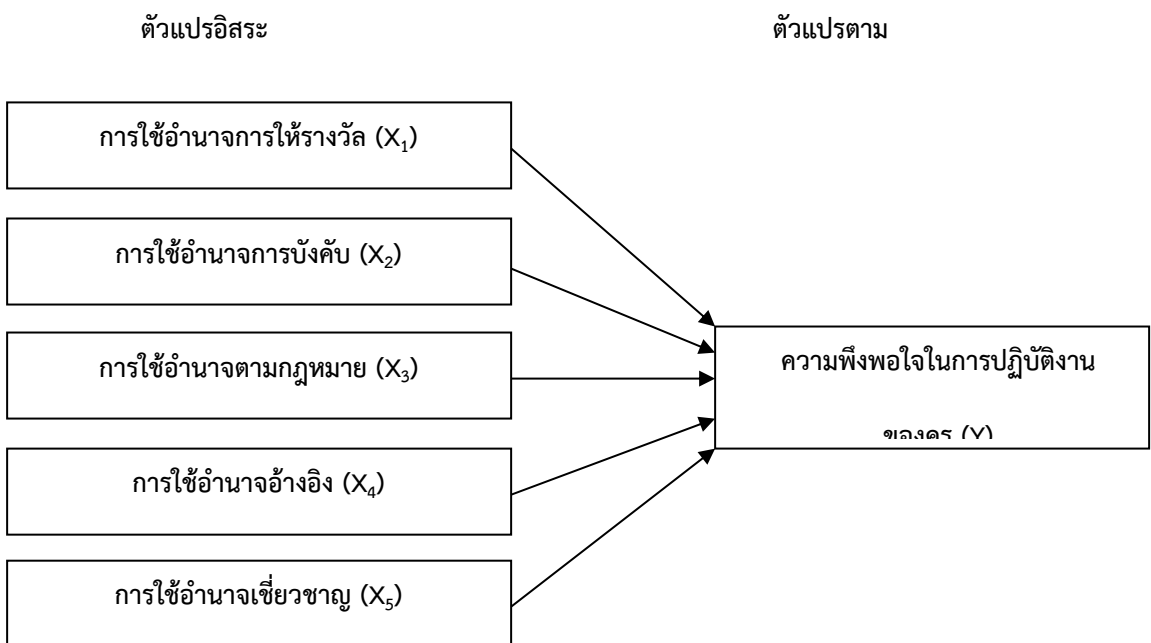 ตัวแปรอิสระ
ตัวแปรตาม
การใช้อำนาจการให้รางวัล (X₁)
การใช้อำนาจการบังคับ (X₂)
การใช้อำนาจตามกฎหมาย (X₃)
การใช้อำนาจอ้างอิง (X₄)
การใช้อำนาจเชี่ยวชาญ (X₅)
ความพึงพอใจในการปฏิบัติงาน
ของคร (Y)